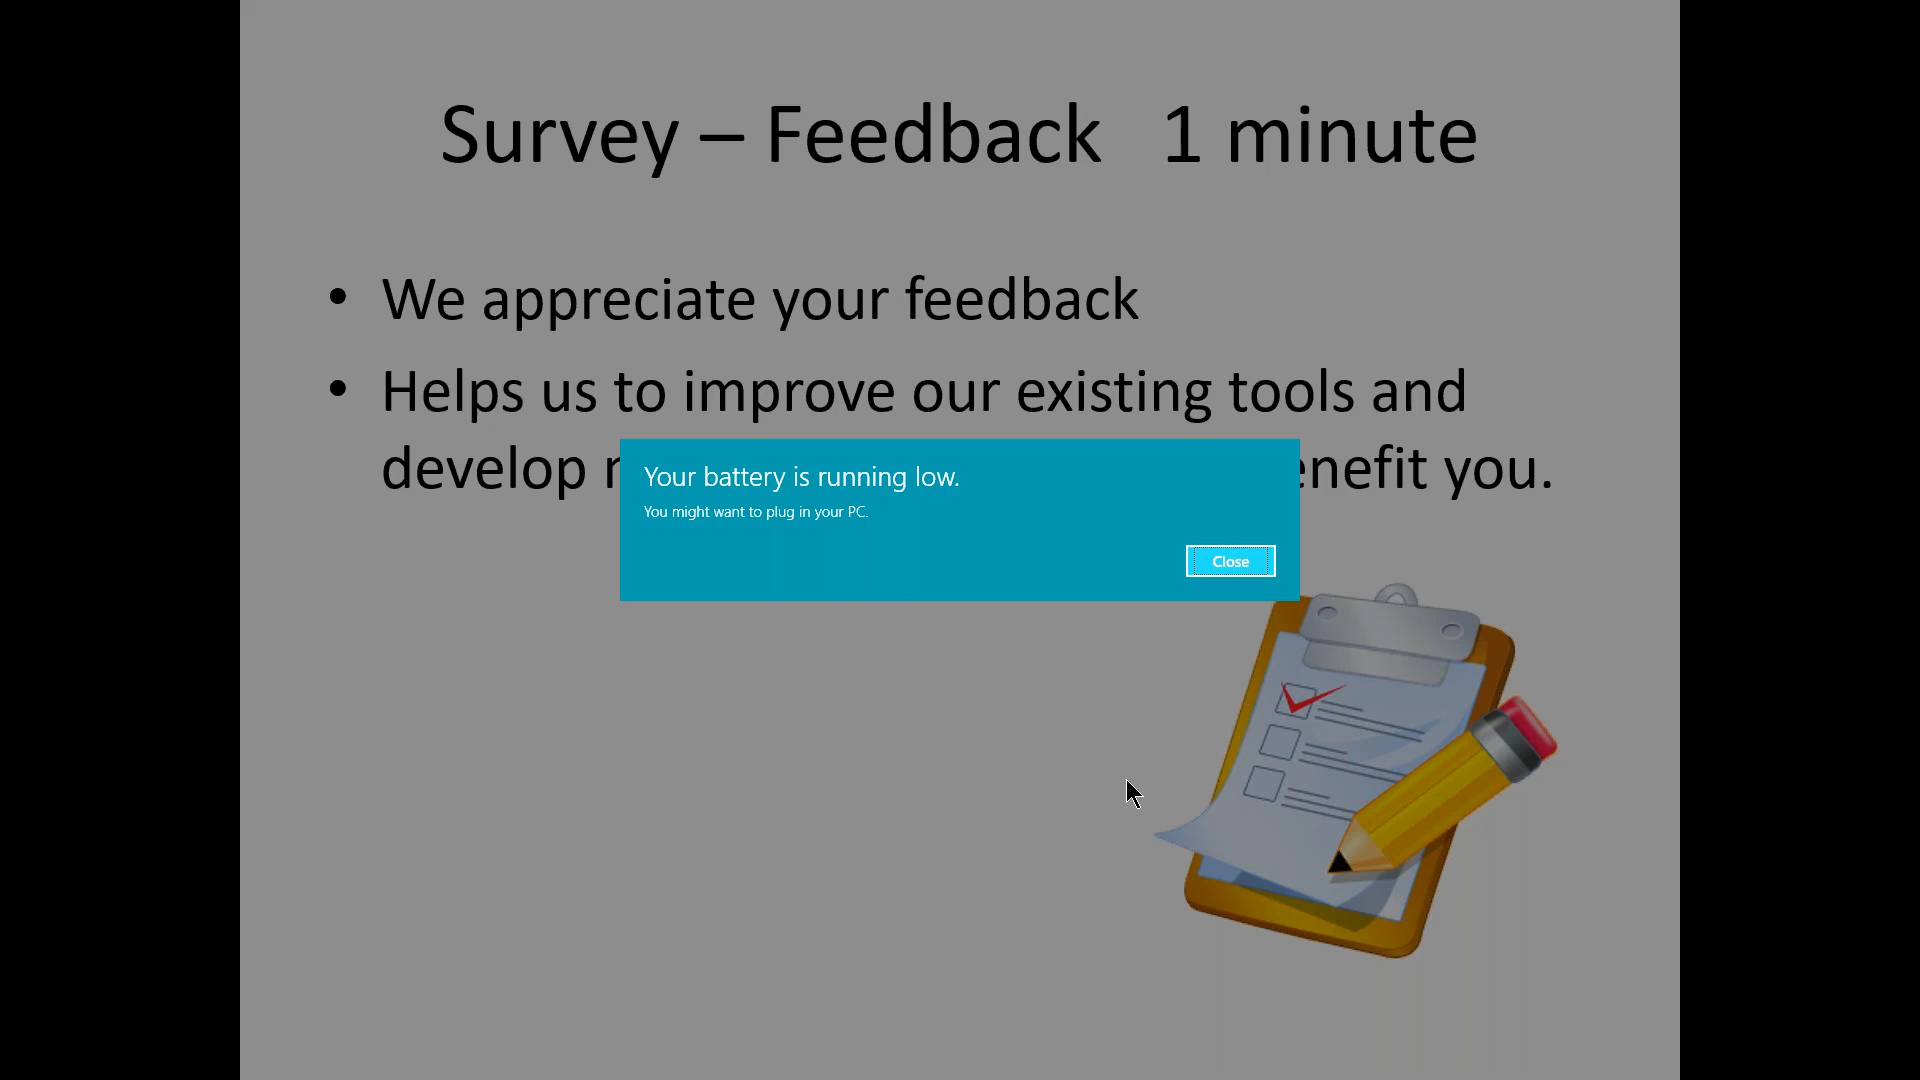 Survey – Feedback 1 minute
• We appreciate your feedback
• Helps us to improve our existing tools and
develop
you.
Your battery is running low.
You might want to plug in your PC.
Close